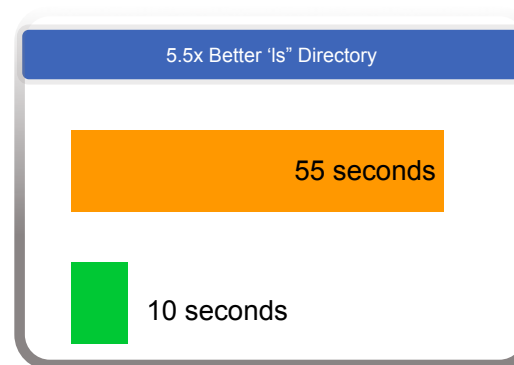 5.5x Better ‘ls” Directory
55 seconds
10 seconds